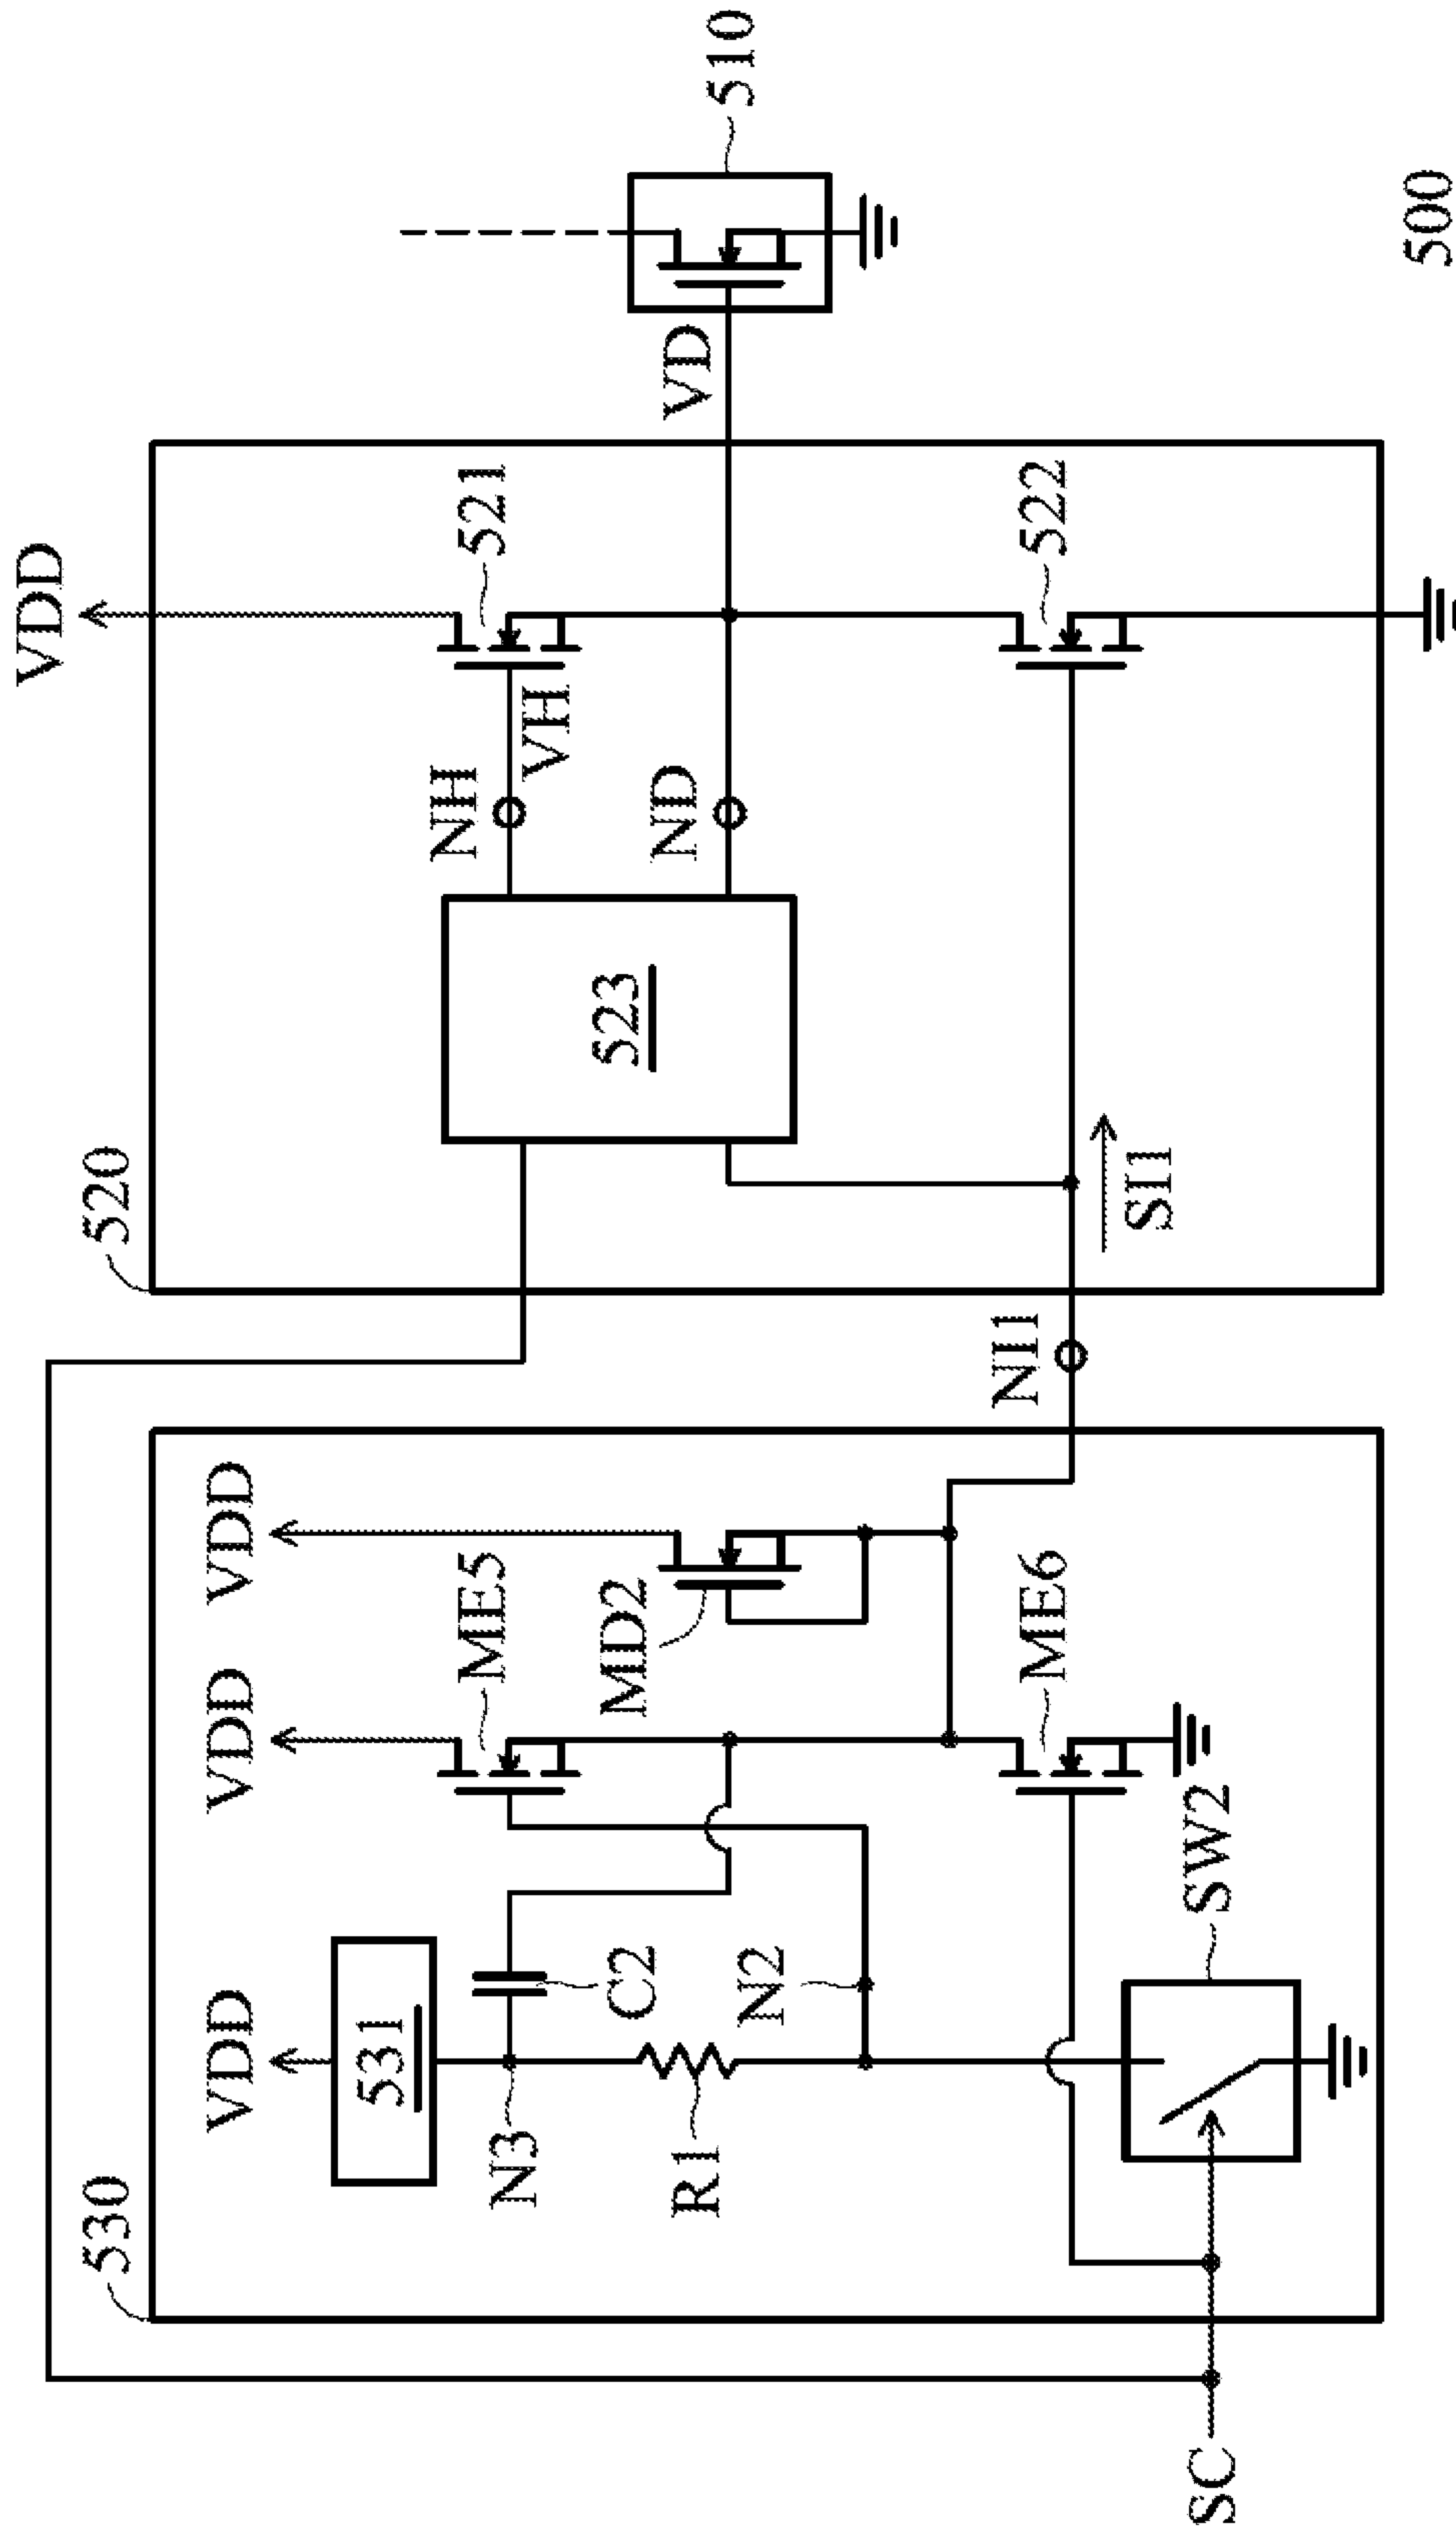 530
520
VDD
VDD
VDD
VDD
531
N3
C2
ME5
R1
N2
MD2
ME6
SW2
SC
NI1
SI1
523
NH
VH
521
ND
VD
522
510
500